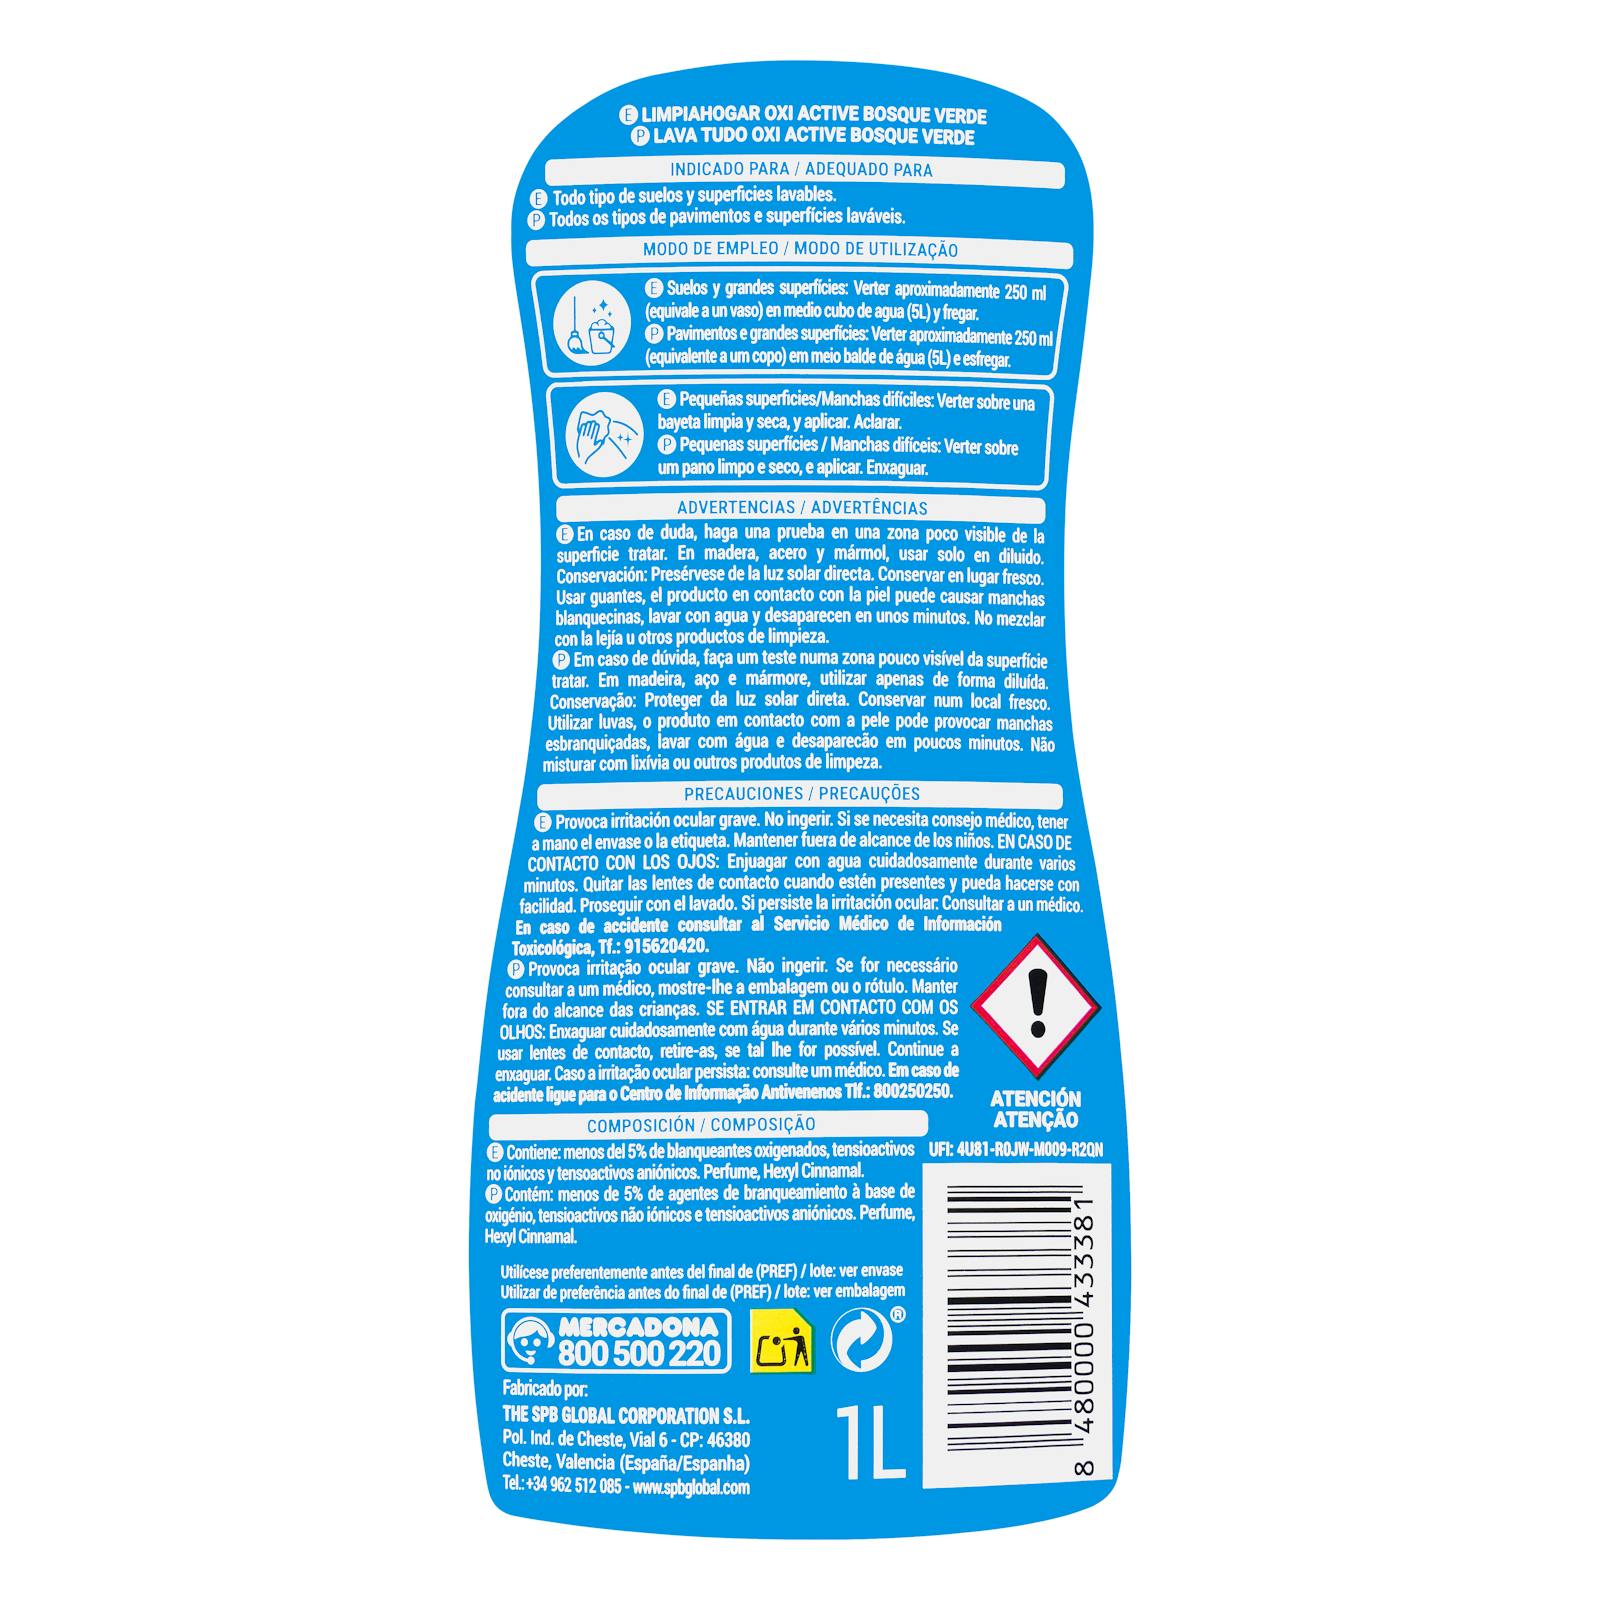 E LIMPIAHOGAR OXI ACTIVE BOSQUE VERDE
P LAVA TUDO OXI ACTIVE BOSQUE VERDE
INDICADO PARA / ADEQUADO PARA
E Todo tipo de suelos y superficies lavables.
P Todos os tipos de pavimentos e superfícies laváveis.
MODO DE EMPLEO / MODO DE UTILIZAÇÃO
E Suelos y grandes superfícies: Verter aproximadamente 250 ml
(equivale a un vaso) en medio cubo de agua (5L) y fregar.
P Pavimentos e grandes superfícies: Verter aproximadamente 250 ml
(equivalente a um copo) em meio balde de água (5L) e esfregar.
E Pequeñas superficies/Manchas difíciles: Verter sobre una
bayeta limpia y seca, y aplicar. Aclarar.
P Pequenas superfícies / Manchas difíceis: Verter sobre
um pano limpo e seco, e aplicar. Enxaguar.
ADVERTENCIAS / ADVERTÊNCIAS
E En caso de duda, haga una prueba en una zona poco visible de la
superficie tratar. En madera, acero y mármol, usar solo en diluido.
Conservación: Presérvese de la luz solar directa. Conservar en lugar fresco.
Usar guantes, el producto en contacto con la piel puede causar manchas
blanquecinas, lavar con agua y desaparecen en unos minutos. No mezclar
con la lejía u otros productos de limpieza.
P Em caso de dúvida, faça um teste numa zona pouco visível da superfície
tratar. Em madeira, aço e mármore, utilizar apenas de forma diluída.
Conservação: Proteger da luz solar direta. Conservar num local fresco.
Utilizar luvas, o produto em contacto com a pele pode provocar manchas
esbranquiçadas, lavar com água e desaparecão em poucos minutos. Não
misturar com lixívia ou outros produtos de limpeza.
PRECAUCIONES / PRECAUÇÕES
E Provoca irritación ocular grave. No ingerir. Si se necesita consejo médico, tener
a mano el envase o la etiqueta. Mantener fuera de alcance de los niños. EN CASO DE
CONTACTO CON LOS OJOS: Enjuagar con agua cuidadosamente durante varios
minutos. Quitar las lentes de contacto cuando estén presentes y pueda hacerse con
facilidad. Proseguir con el lavado. Si persiste la irritación ocular: Consultar a un médico.
En caso de accidente consultar al Servicio Médico de Información
Toxicológica, Tf.: 915620420.
P Provoca irritação ocular grave. Não ingerir. Se for necessário
consultar a um médico, mostre-lhe a embalagem ou o rótulo. Manter
fora do alcance das crianças. SE ENTRAR EM CONTACTO COM OS
OLHOS: Enxaguar cuidadosamente com água durante vários minutos. Se
usar lentes de contacto, retire-as, se tal lhe for possível. Continue a
enxaguar. Caso a irritação ocular persista: consulte um médico. Em caso de
acidente ligue para o Centro de Informação Antivenenos Tlf.: 800250250.
ATENCIÓN
ATENÇÃO
COMPOSICIÓN / COMPOSIÇÃO
UFI: 4U81-R0JW-M009-R2QN
E Contiene: menos del 5% de blanqueantes oxigenados, tensioactivos
no iónicos y tensoactivos aniónicos. Perfume, Hexyl Cinnamal.
P Contém: menos de 5% de agentes de branqueamiento à base de
oxigénio, tensioactivos não iónicos e tensioactivos aniónicos. Perfume,
Hexyl Cinnamal.
Utilícese preferentemente antes del final de (PREF) / lote: ver envase
Utilizar de preferência antes do final de (PREF) / lote: ver embalagem
MERCADONA
800 500 220
®
Fabricado por:
THE SPB GLOBAL CORPORATION S.L.
Pol. Ind. de Cheste, Vial 6 - CP: 46380
Cheste, Valencia (España/Espanha)
Tel.: +34 962 512 085 - www.spbglobal.com
1L
8 480000 433381